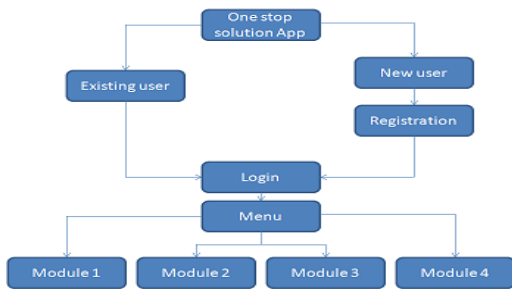 One stop
solution App
Existing user
New user
Registration
Login
Menu
Module 1
Module 2
Module 3
Module 4